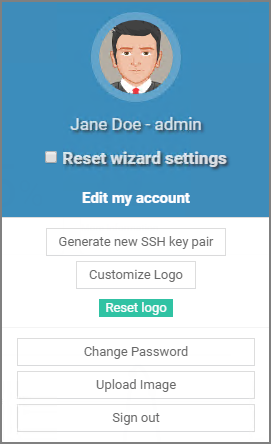 Jane Doe - admin
Reset wizard settings
Edit my account
Generate new SSH key pair
Customize Logo
Reset logo
Change Password
Upload Image
Sign out